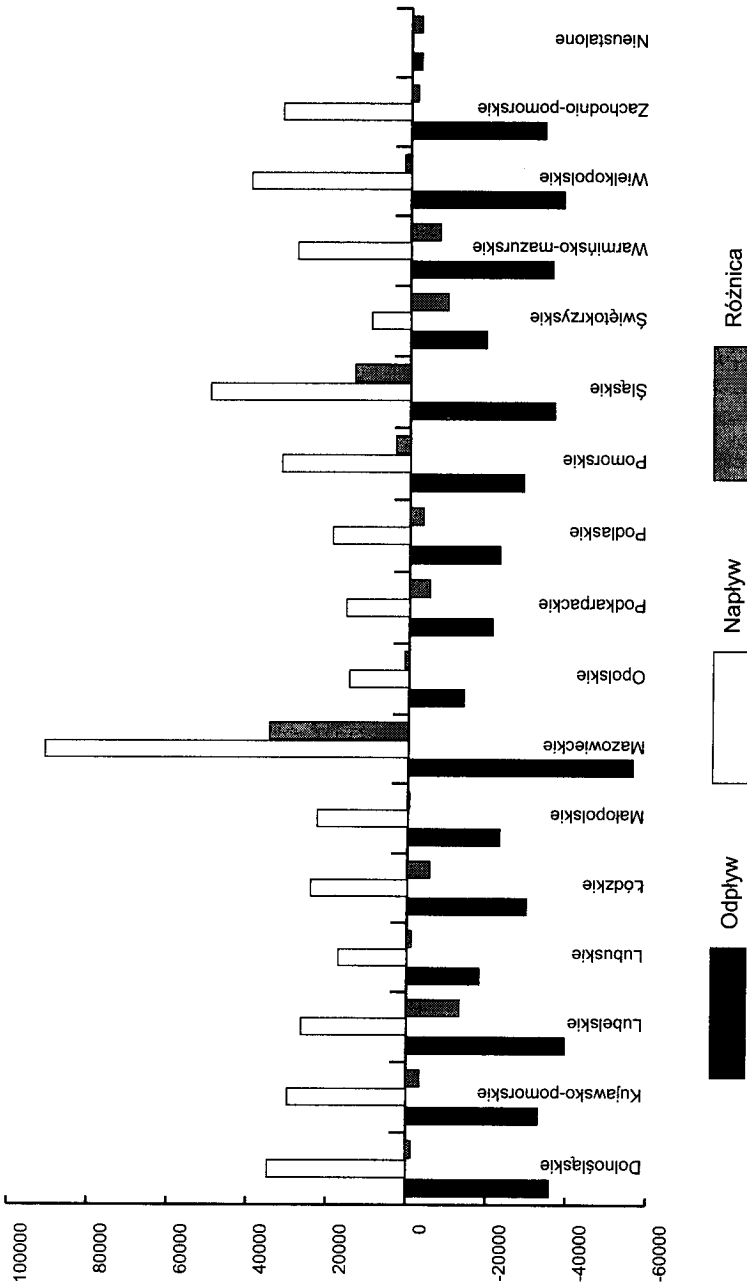 100000
80000
60000
40000
20000
0
-20000
-40000
-60000
Dolnośląskie
Kujawsko-pomorskie
Lubelskie
Lubuskie
Łódzkie
Małopolskie
Mazowieckie
Opolskie
Podkarpackie
Podlaskie
Pomorskie
Śląskie
Świętokrzyskie
Warmińsko-mazurskie
Wielkopolskie
Zachodnio-pomorskie
Nieustalone
Odpływ
Napływ
Różnica